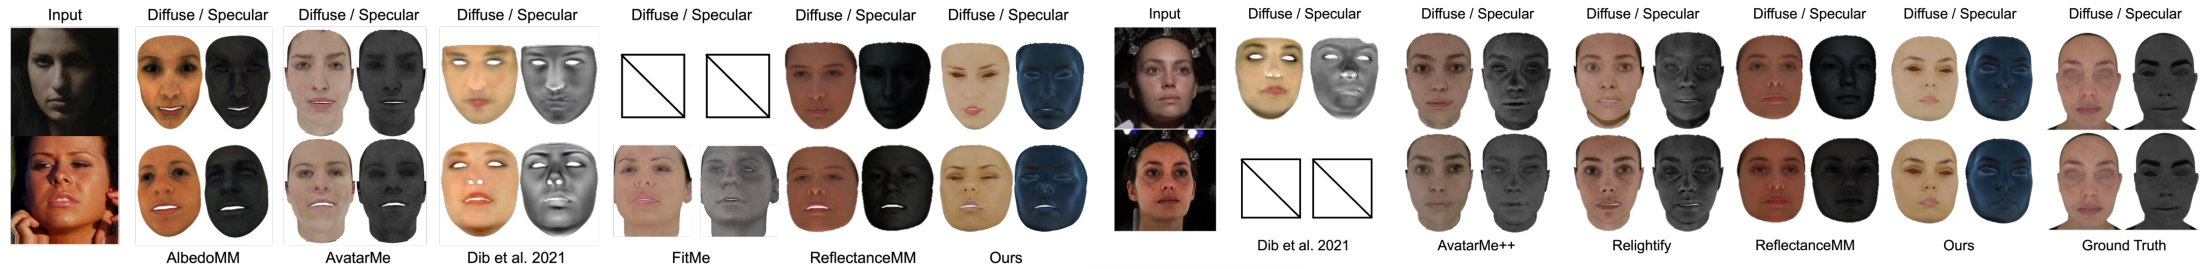 Input Diffuse / Specular Diffuse / Specular Diffuse / Specular Diffuse / Specular Diffuse / Specular Diffuse / Specular
AlbedoMM AvatarMe Dib et al. 2021 FitMe ReflectanceMM Ours
Input Diffuse / Specular Diffuse / Specular Diffuse / Specular Diffuse / Specular Diffuse / Specular Diffuse / Specular
Dib et al. 2021 AvatarMe++ Relightify ReflectanceMM Ours Ground Truth